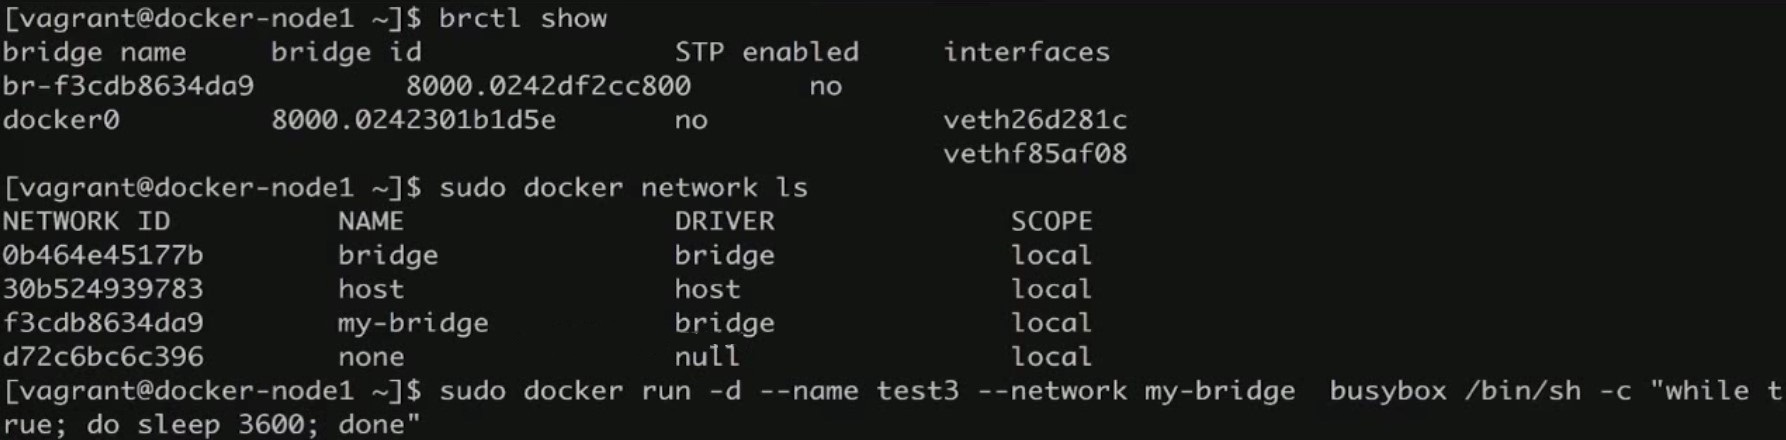 [vagrant@docker-node1 ~]$ brctl show
bridge name     bridge id               STP enabled     interfaces
br-f3cdb8634da9         8000.0242df2cc800       no
docker0         8000.0242301b1d5e       no              veth26d281c
                                                        vethf85af08
[vagrant@docker-node1 ~]$ sudo docker network ls
NETWORK ID          NAME                DRIVER              SCOPE
0b464e45177b        bridge              bridge              local
30b524939783        host                host                local
f3cdb8634da9        my-bridge           bridge              local
d72c6bc6c396        none                null                local
[vagrant@docker-node1 ~]$ sudo docker run -d --name test3 --network my-bridge  busybox /bin/sh -c "while t
rue; do sleep 3600; done"